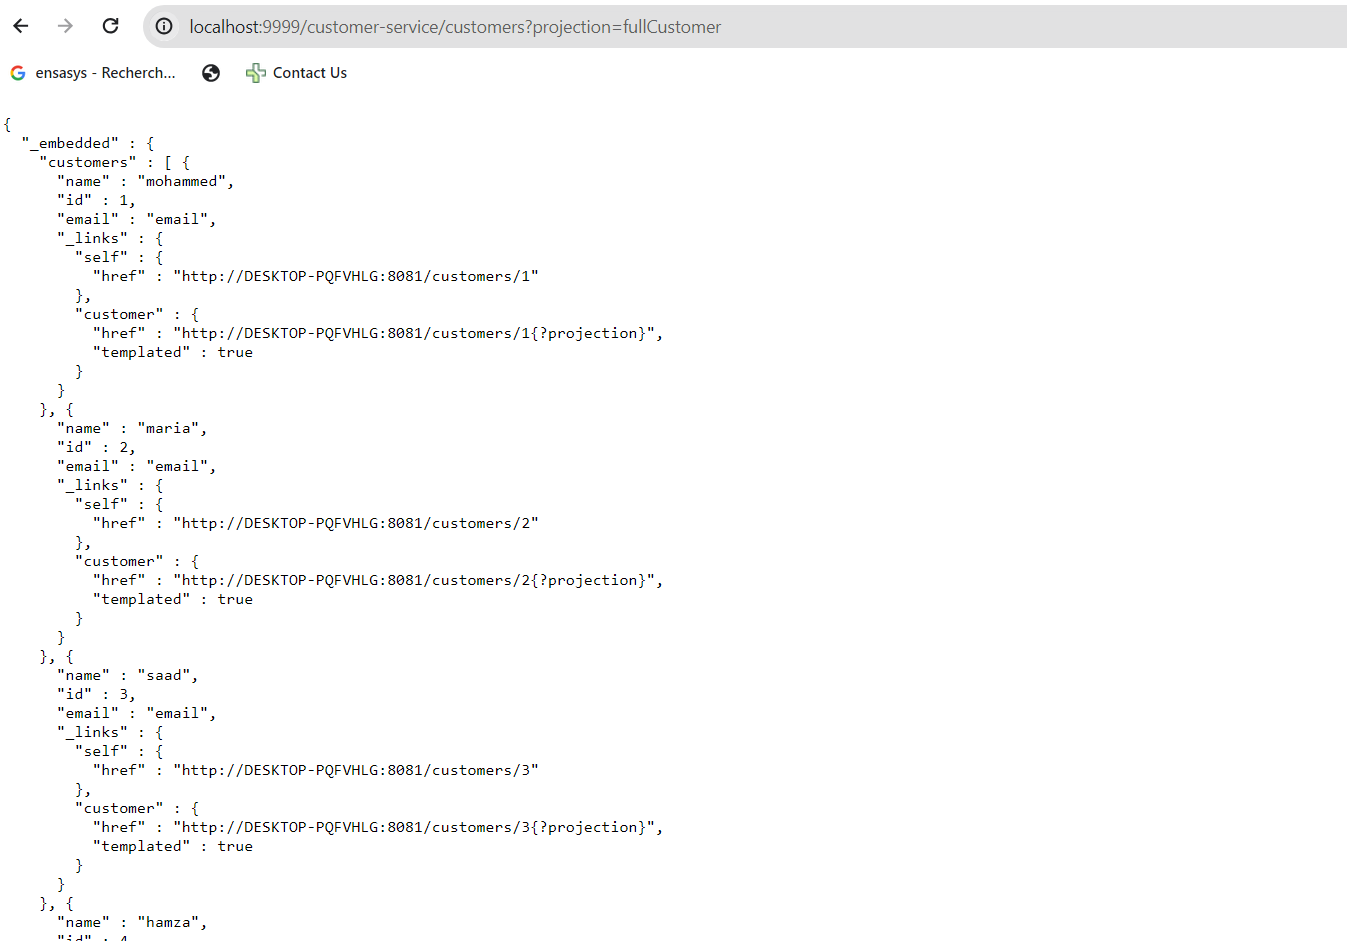 localhost:9999/customer-service/customers?projection=fullCustomer
ensasys - Recherch... Contact Us
{
  "_embedded" : {
    "customers" : [ {
      "name" : "mohammed",
      "id" : 1,
      "email" : "email",
      "_links" : {
        "self" : {
          "href" : "http://DESKTOP-PQFVHLG:8081/customers/1"
        },
        "customer" : {
          "href" : "http://DESKTOP-PQFVHLG:8081/customers/1{?projection}",
          "templated" : true
        }
      }
    }, {
      "name" : "maria",
      "id" : 2,
      "email" : "email",
      "_links" : {
        "self" : {
          "href" : "http://DESKTOP-PQFVHLG:8081/customers/2"
        },
        "customer" : {
          "href" : "http://DESKTOP-PQFVHLG:8081/customers/2{?projection}",
          "templated" : true
        }
      }
    }, {
      "name" : "saad",
      "id" : 3,
      "email" : "email",
      "_links" : {
        "self" : {
          "href" : "http://DESKTOP-PQFVHLG:8081/customers/3"
        },
        "customer" : {
          "href" : "http://DESKTOP-PQFVHLG:8081/customers/3{?projection}",
          "templated" : true
        }
      }
    }, {
      "name" : "hamza",
      "id" : 4